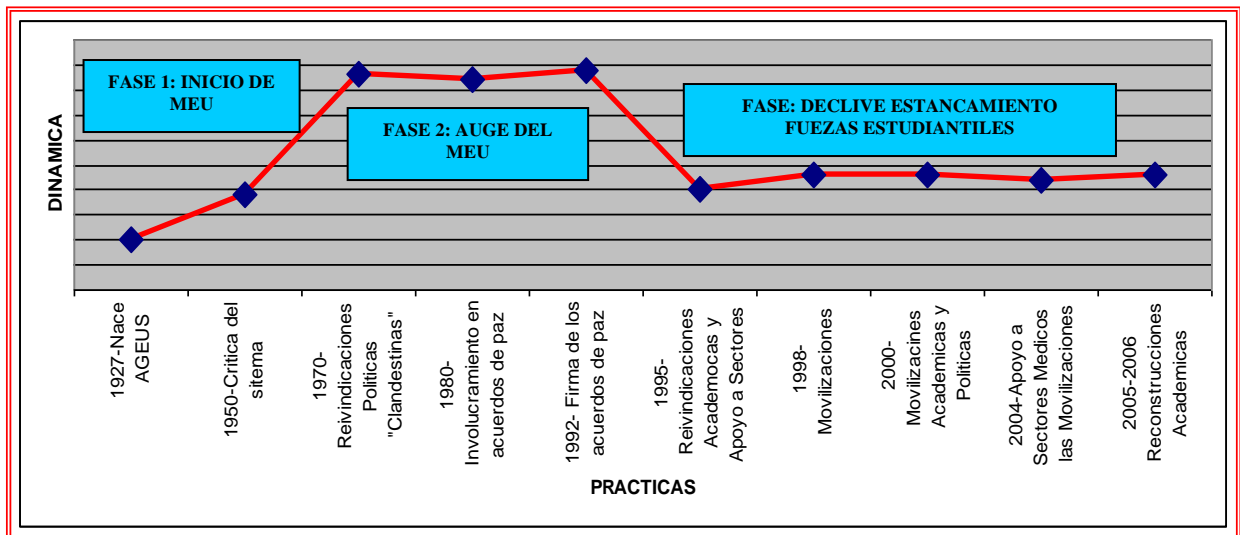 FASE 1: INICIO DE
MEU
FASE 2: AUGE DEL
MEU
FASE: DECLIVE ESTANCAMIENTO
FUEZAS ESTUDIANTILES
DINAMICA
1927-Nace
AGEUS
1950-Critica del
sitema
1970-
Reivindicaciones
Politicas
"Clandestinas"
1980-
Involucramiento en
acuerdos de paz
1992- Firma de los
acuerdos de paz
1995-
Reivindicaciones
Academocas y
Apoyo a Sectores
1998-
Movilizaciones
2000-
Movilizacines
Academicas y
Politicas
2004-Apoyo a
Sectores Medicos
las Movilizaciones
2005-2006
Reconstrucciones
Academicas
PRACTICAS